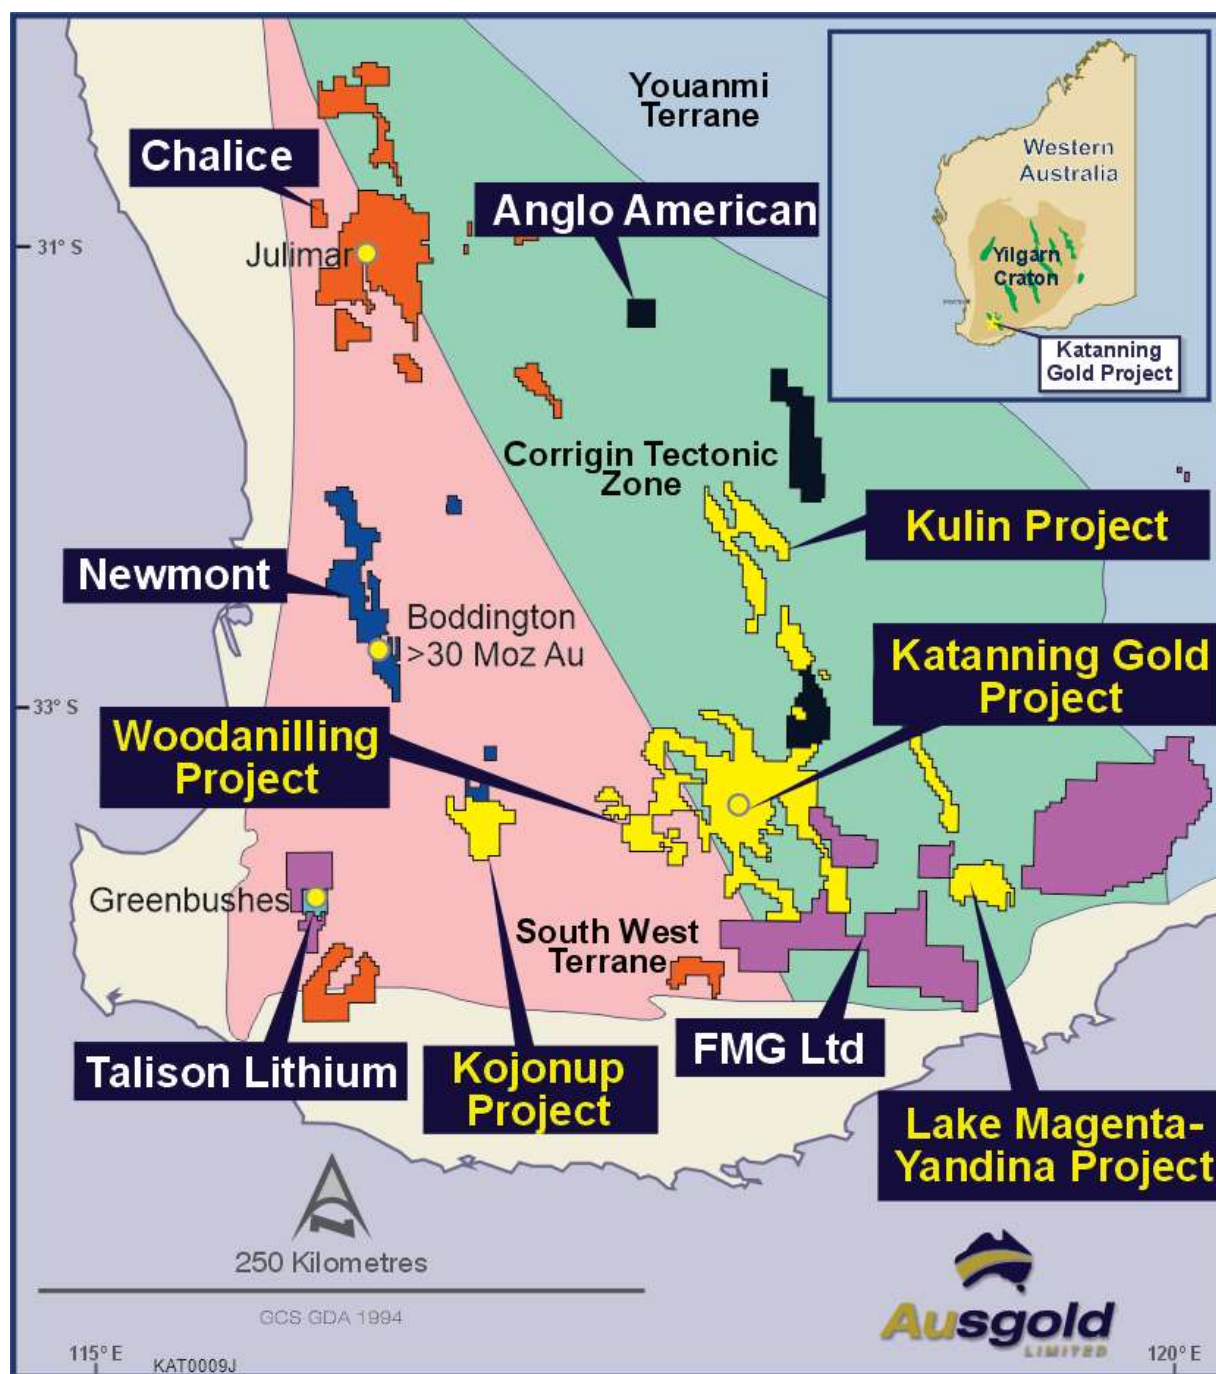 Youanmi
Terrane
Western
Australia
Chalice
Anglo American
31° S
Julimar
Yilgarn
Craton
Katanning
Gold Project
Corrigin Tectonic
Zone
Kulin Project
Newmont
Boddington
>30 Moz Au
Katanning Gold
Project
33° S
Woodanilling
Project
Greenbushes
South West
Terrane
FMG Ltd
Talison Lithium
Kojonup
Project
Lake Magenta-
Yandina Project
N
250 Kilometres
GCS GDA 1994
Ausgold
LIMITED
115° E
KAT0009J
120° E